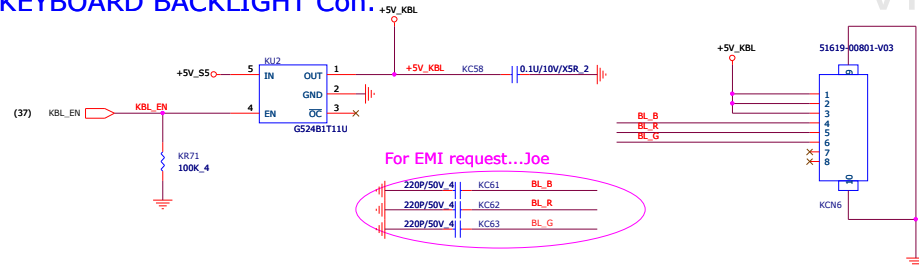 KEYBOARD BACKLIGHT Con.
+5V_KBL
+5V_S5
KU2
5 IN OUT 1
GND 2
4 EN OC 3
G524B1T11U
+5V_KBL
KC58
0.1U/10V/X5R_2
(37) KBL_EN
KBL_EN
KR71
100K_4
+5V_KBL
51619-00801-V03
9
1
2
3
BL_B 4
BL_R 5
BL_G 6
7
8
10
KCN6
For EMI request...Joe
220P/50V_4 KC61 BL_B
220P/50V_4 KC62 BL_R
220P/50V_4 KC63 BL_G